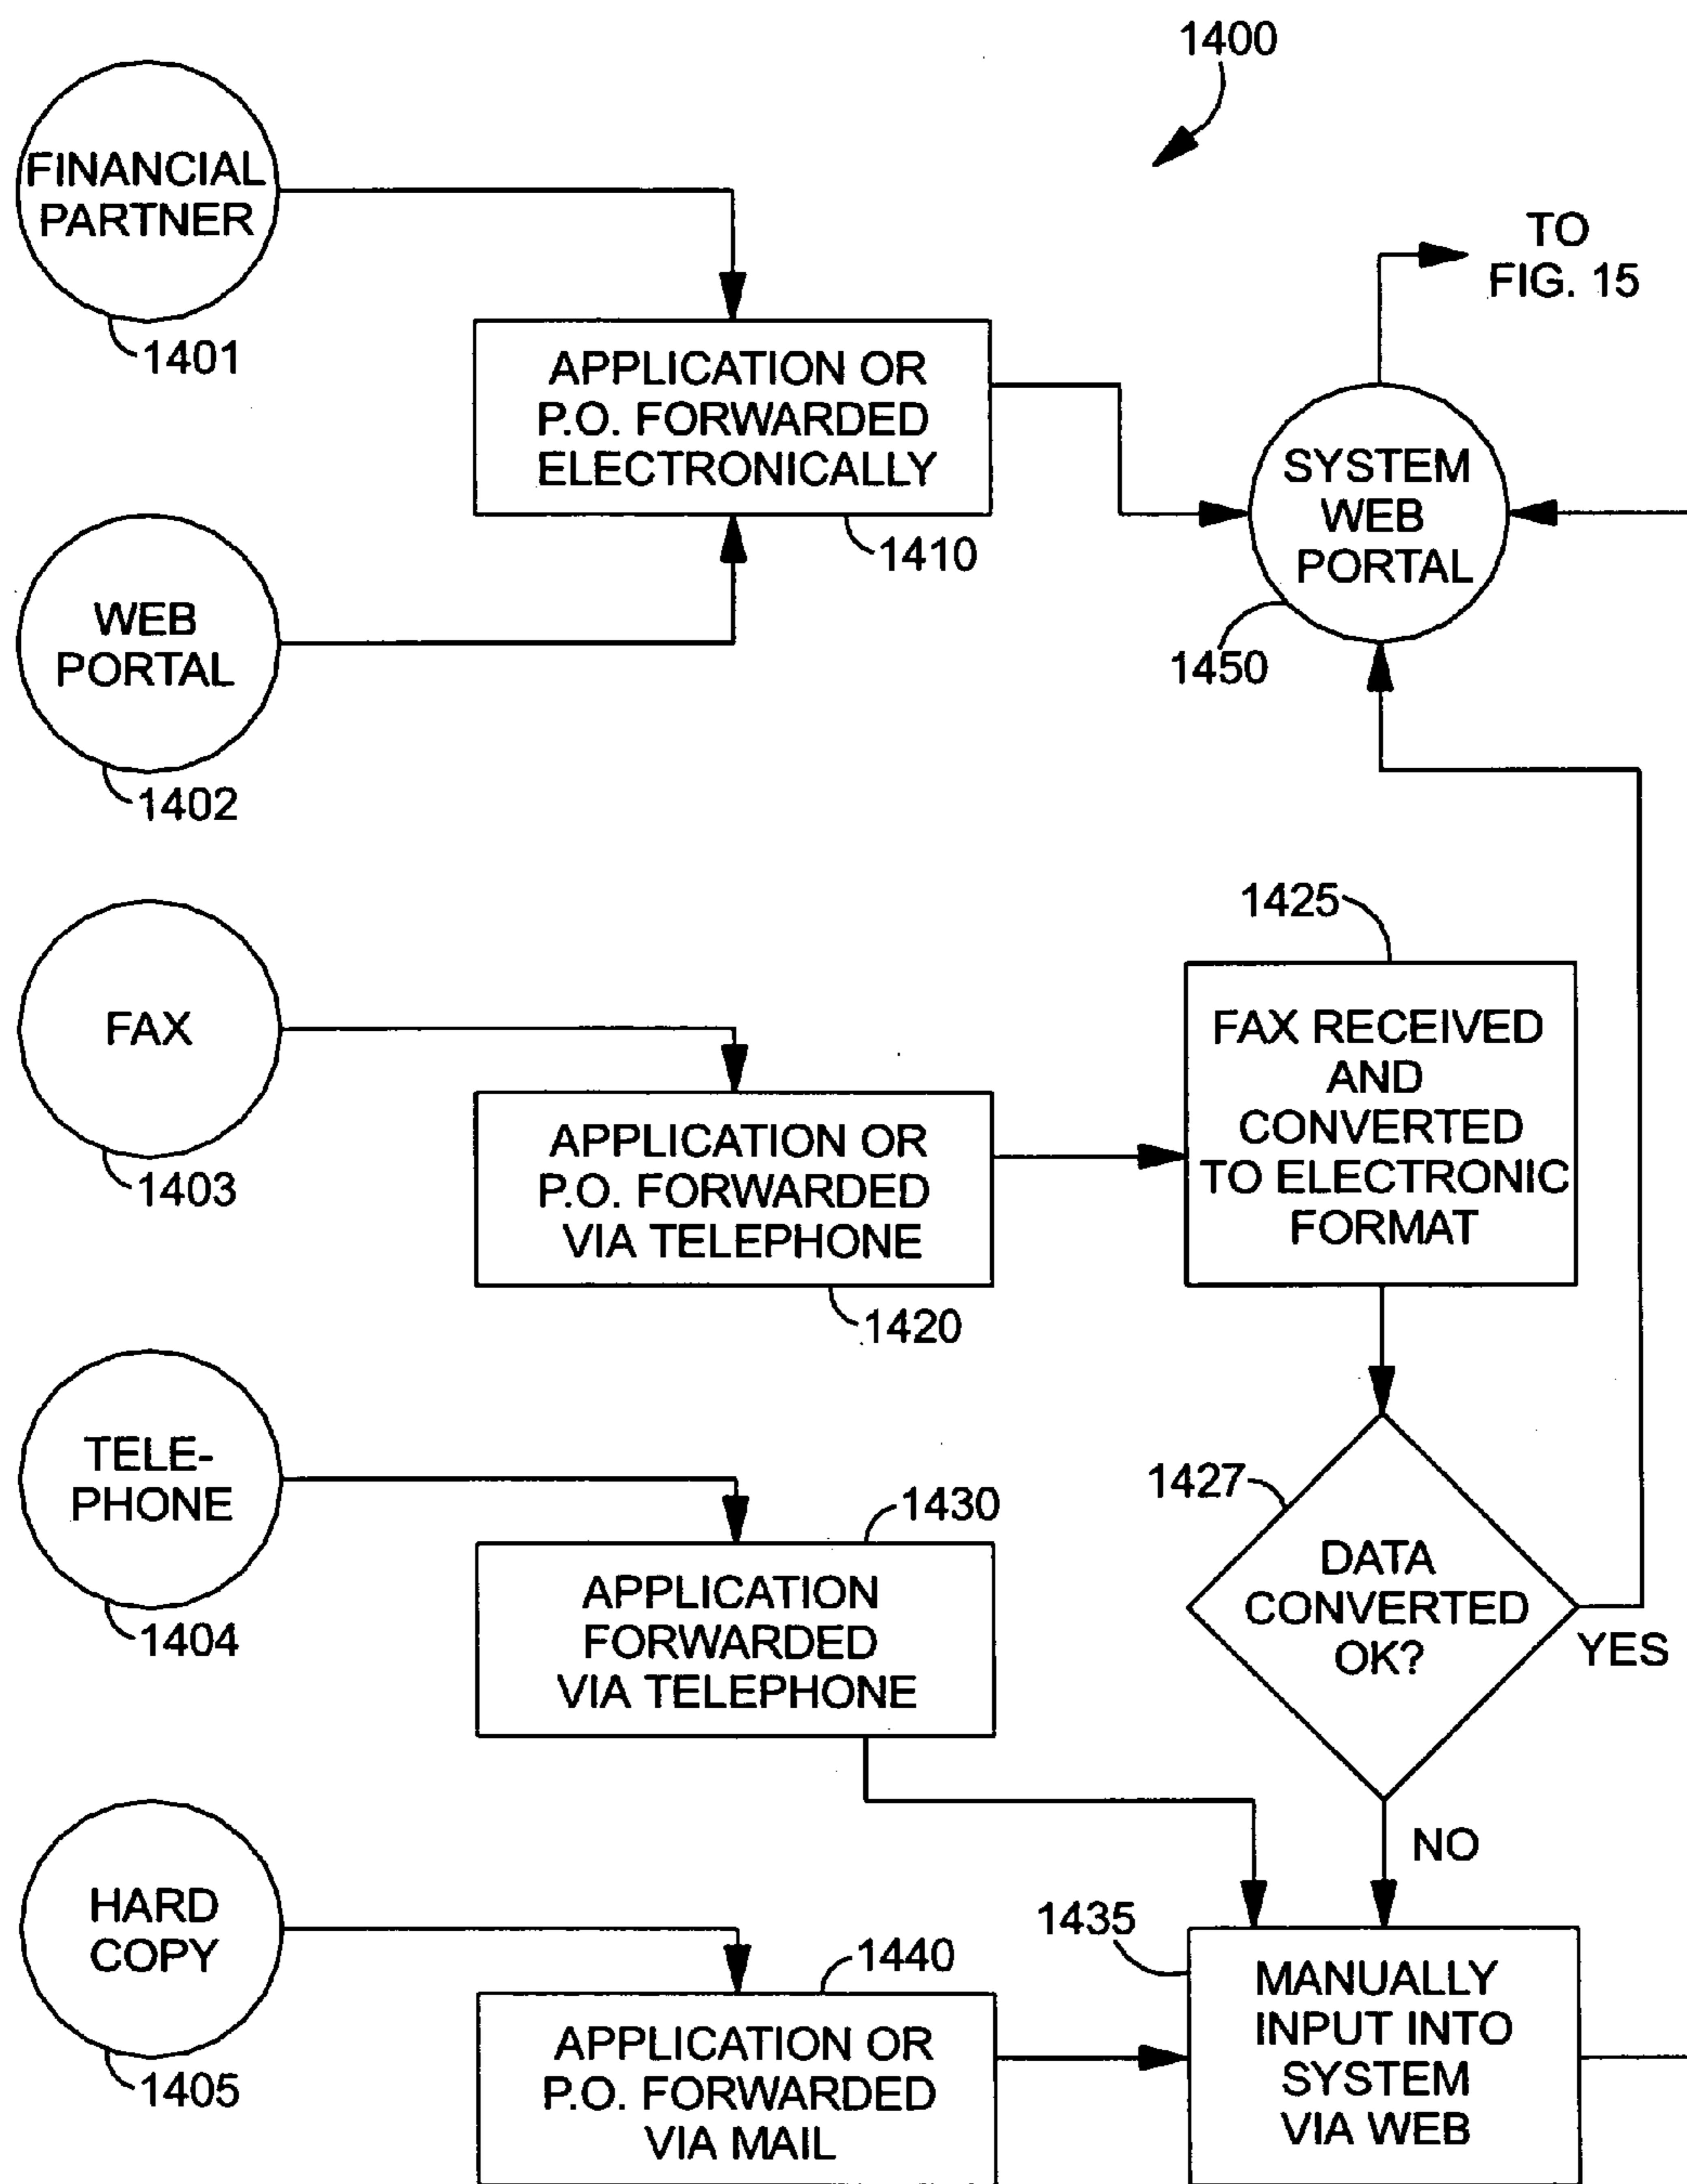 1400
FINANCIAL
PARTNER
1401
TO
FIG. 15
APPLICATION OR
P.O. FORWARDED
ELECTRONICALLY
1410
SYSTEM
WEB
PORTAL
1450
WEB
PORTAL
1402
FAX
1403
APPLICATION OR
P.O. FORWARDED
VIA TELEPHONE
1420
1425
FAX RECEIVED
AND
CONVERTED
TO ELECTRONIC
FORMAT
1427
DATA
CONVERTED
OK?
YES
NO
TELE-
PHONE
1404
1430
APPLICATION
FORWARDED
VIA TELEPHONE
HARD
COPY
1405
1440
APPLICATION OR
P.O. FORWARDED
VIA MAIL
1435
MANUALLY
INPUT INTO
SYSTEM
VIA WEB